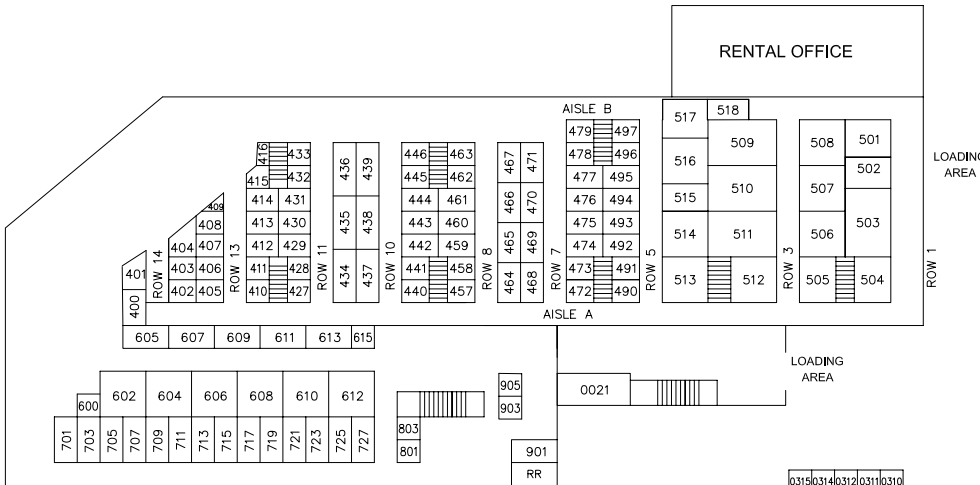 RENTAL OFFICE
AISLE B
517 518
479 497 508 501
416 433 436 439 446 463 467 471 478 496 516 509 502
LOADING
AREA
415 432 445 462 477 495 507
414 431 444 461 466 470 476 494 515 510
409
408 413 430 435 438 443 460 475 493 503
404 407 412 429 442 459 465 469 474 492 514 511 506
401 403 406 411 428 441 458 473 491
402 405 410 427 434 437 440 457 464 468 472 490 513 512 505 504
ROW 14 ROW 13 ROW 11 ROW 10 ROW 8 ROW 7 ROW 5 ROW 3 ROW 1
400
AISLE A
605 607 609 611 613 615
LOADING
AREA
600 602 604 606 608 610 612 905 0021
903
701 703 705 707 709 711 713 715 717 719 721 723 725 727 803
801 901
RR
0315 0314 0312 0311 0310